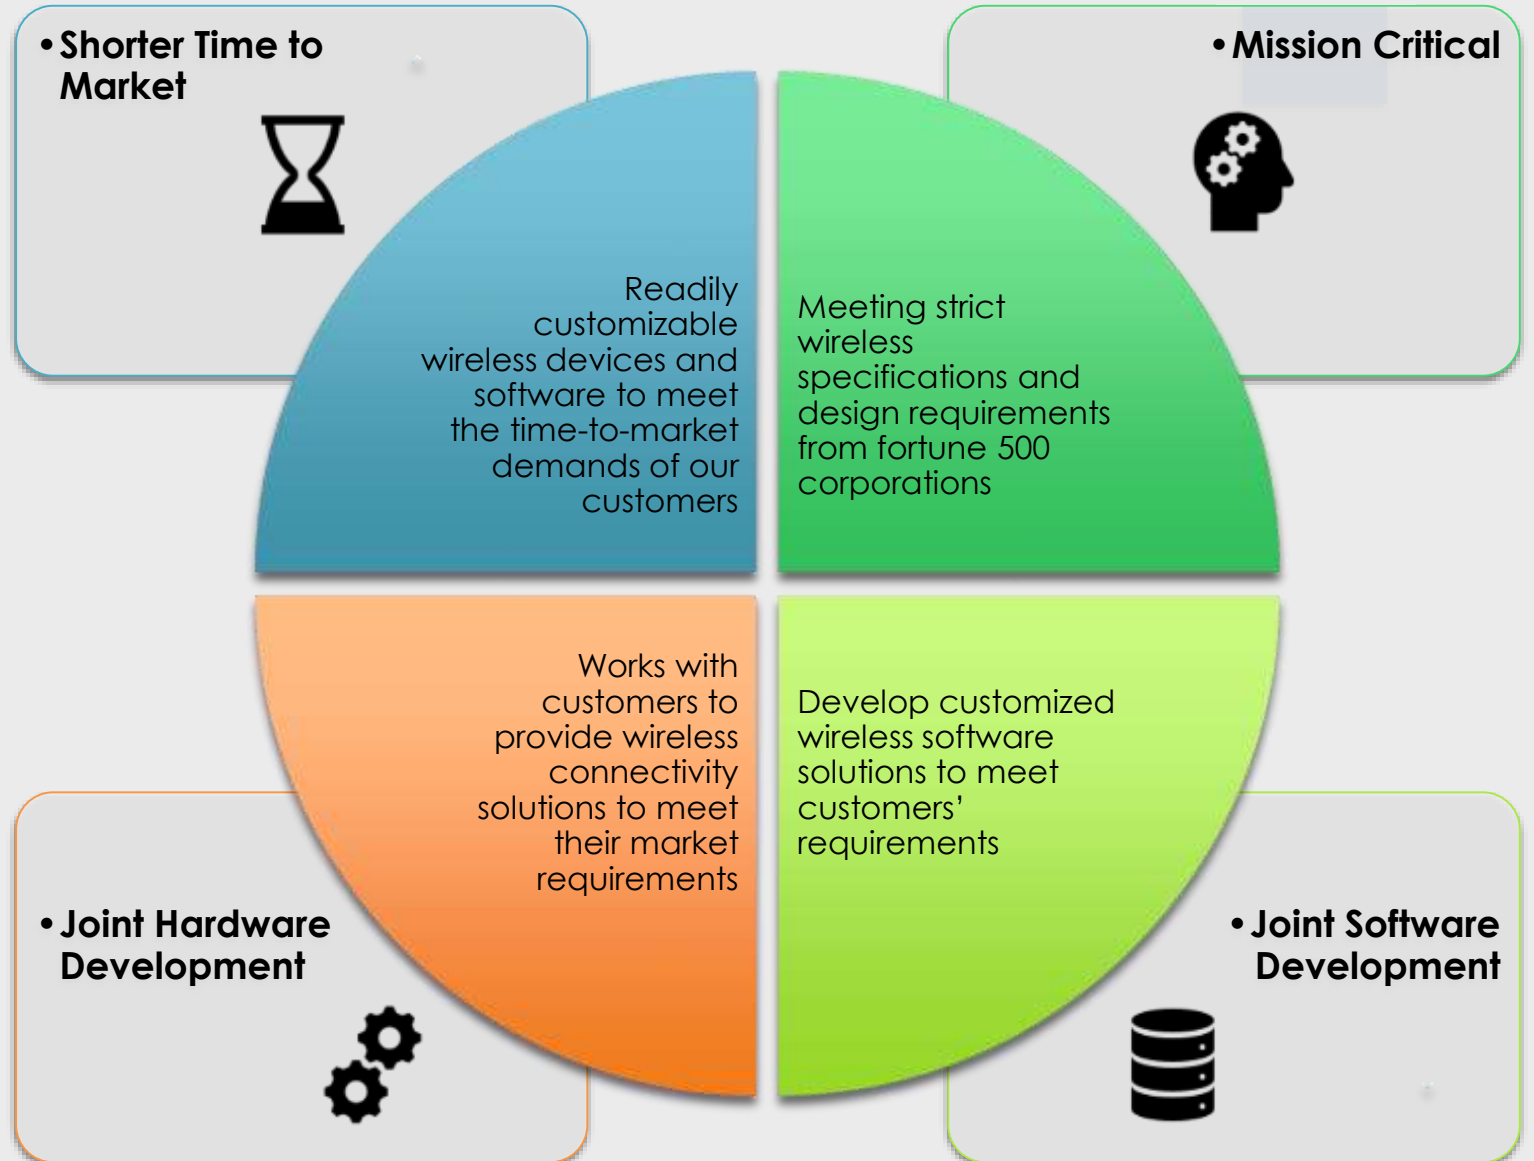 •Shorter Time to
Market
Readily
customizable
wireless devices and
software to meet
the time-to-market
demands of our
customers
•Mission Critical
Meeting strict
wireless
specifications and
design requirements
from fortune 500
corporations
Works with
customers to
provide wireless
connectivity
solutions to meet
their market
requirements
•Joint Hardware
Development
Develop customized
wireless software
solutions to meet
customers’
requirements
•Joint Software
Development